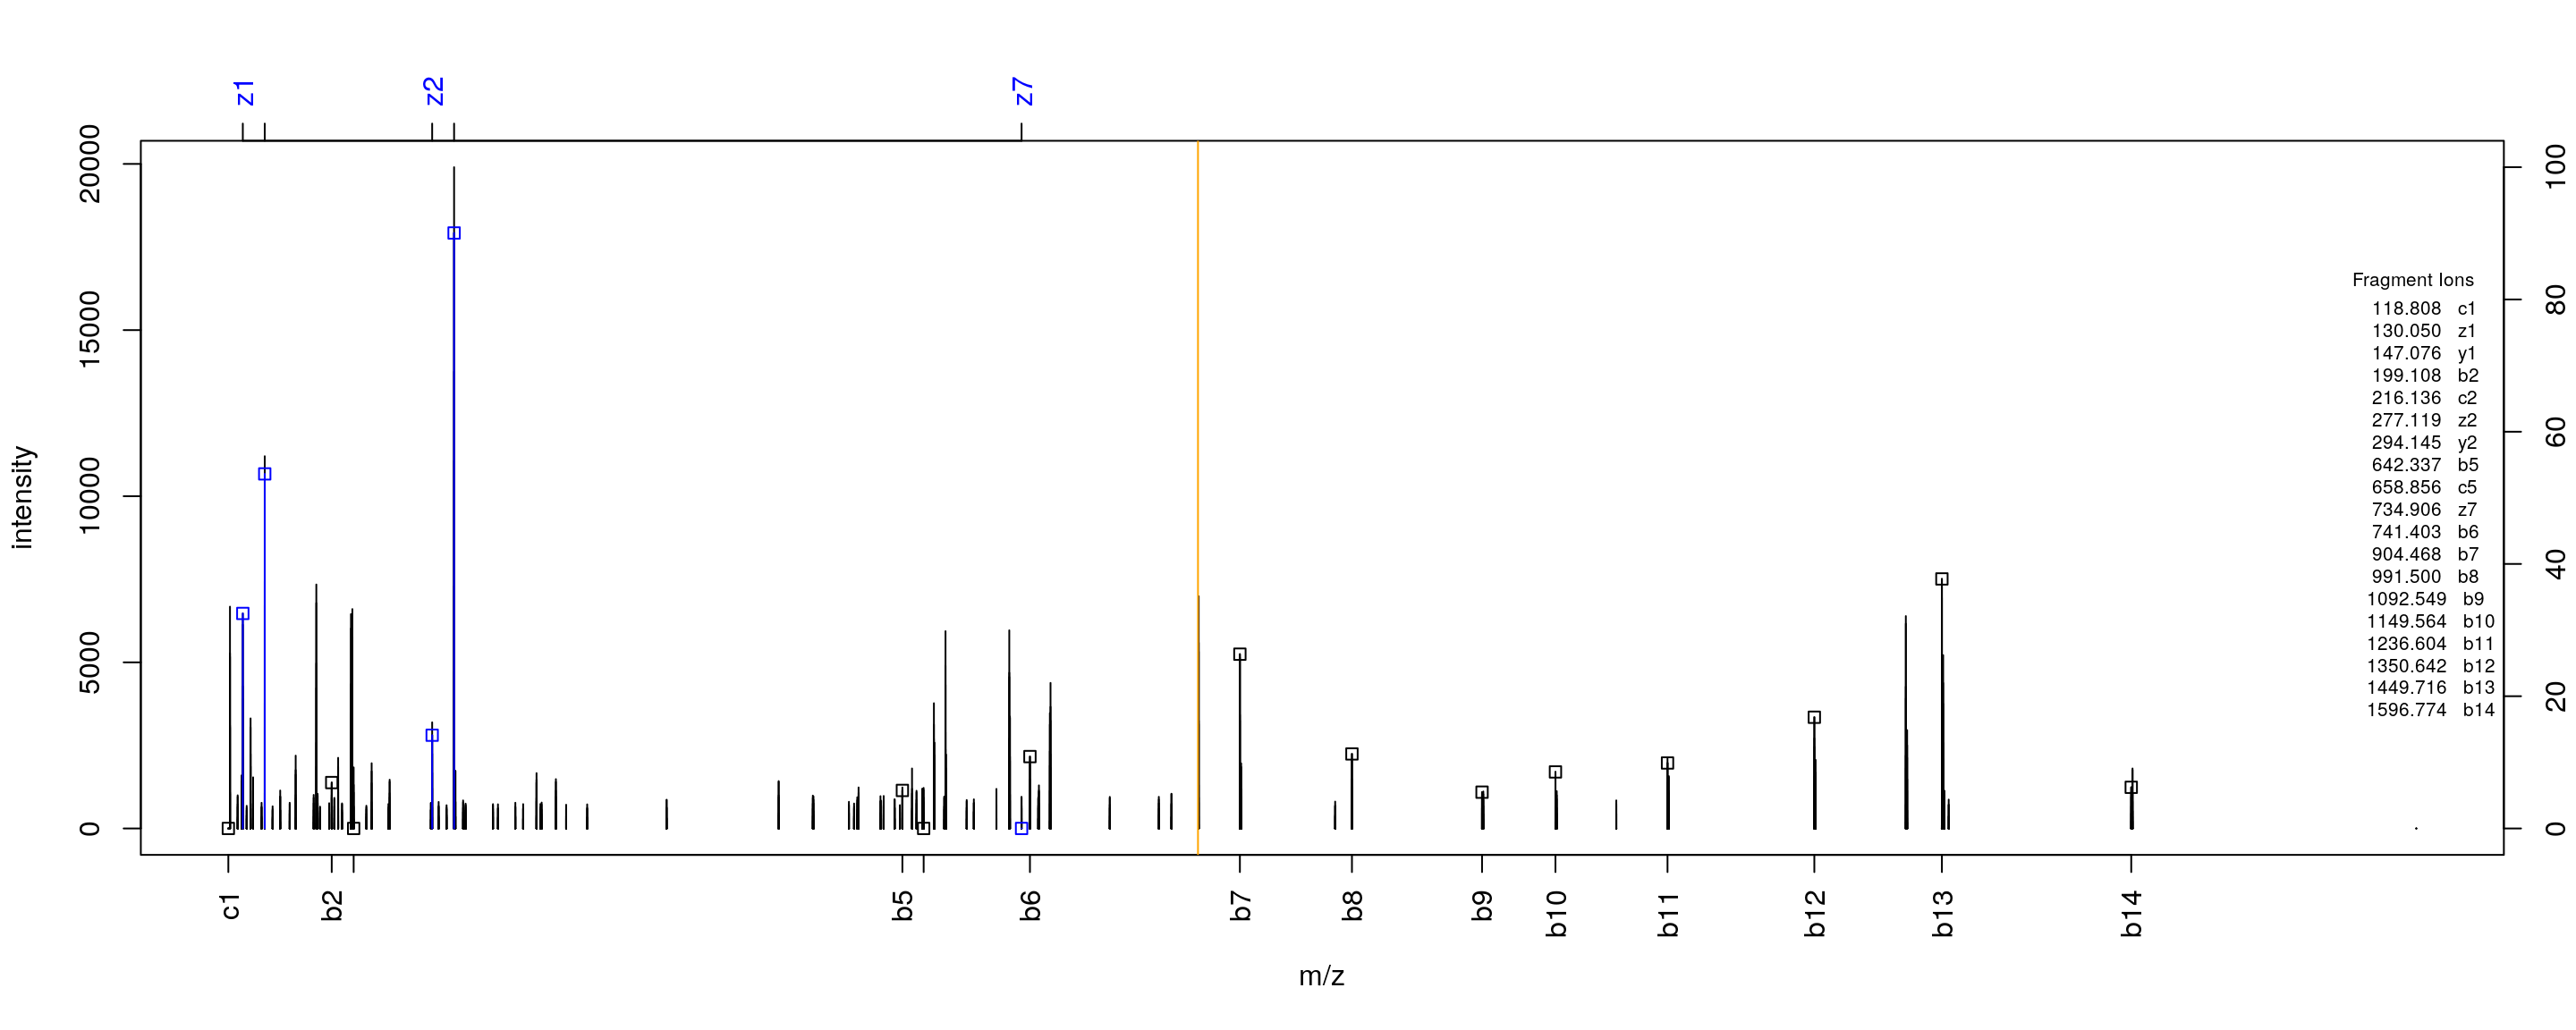 z1 z2 z7
20000
15000
10000
5000
0
intensity
100
80
60
40
20
0
Fragment Ions
118.808 c1
130.050 z1
147.076 y1
199.108 b2
216.136 c2
277.119 z2
294.145 y2
642.337 b5
658.856 c5
734.906 z7
741.403 b6
904.468 b7
991.500 b8
1092.549 b9
1149.564 b10
1236.604 b11
1350.642 b12
1449.716 b13
1596.774 b14
c1 b2 b5 b6 b7 b8 b9 b10 b11 b12 b13 b14
m/z